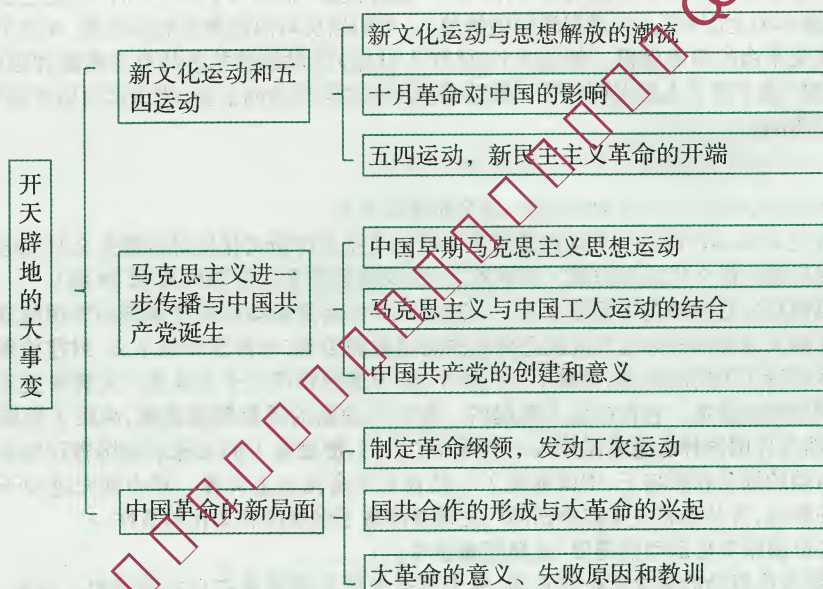 开天辟地的大事变
新文化运动和五
四运动
新文化运动与思想解放的潮流
十月革命对中国的影响
五四运动，新民主主义革命的开端
马克思主义进一
步传播与中国共
产党诞生
中国早期马克思主义思想运动
马克思主义与中国工人运动的结合
中国共产党的创建和意义
中国革命的新局面
制定革命纲领，发动工农运动
国共合作的形成与大革命的兴起
大革命的意义、失败原因和教训